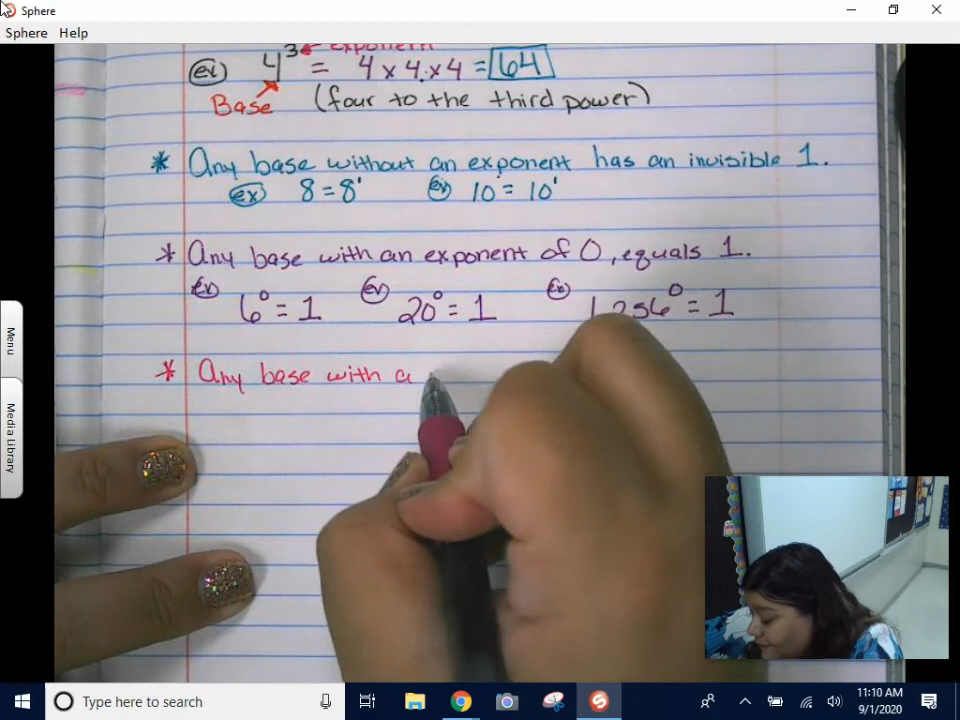 Sphere
Sphere Help
ex 4³ = 4 x 4 x 4 = 64
exponent
Base (four to the third power)
* Any base without an exponent has an invisible 1.
ex 8 = 8¹ ex 10 = 10¹
* Any base with an exponent of 0, equals 1.
ex 6⁰ = 1 ex 20⁰ = 1 ex 1,256⁰ = 1
* Any base with a
Menu
Media Library
Type here to search
11:10 AM
9/1/2020